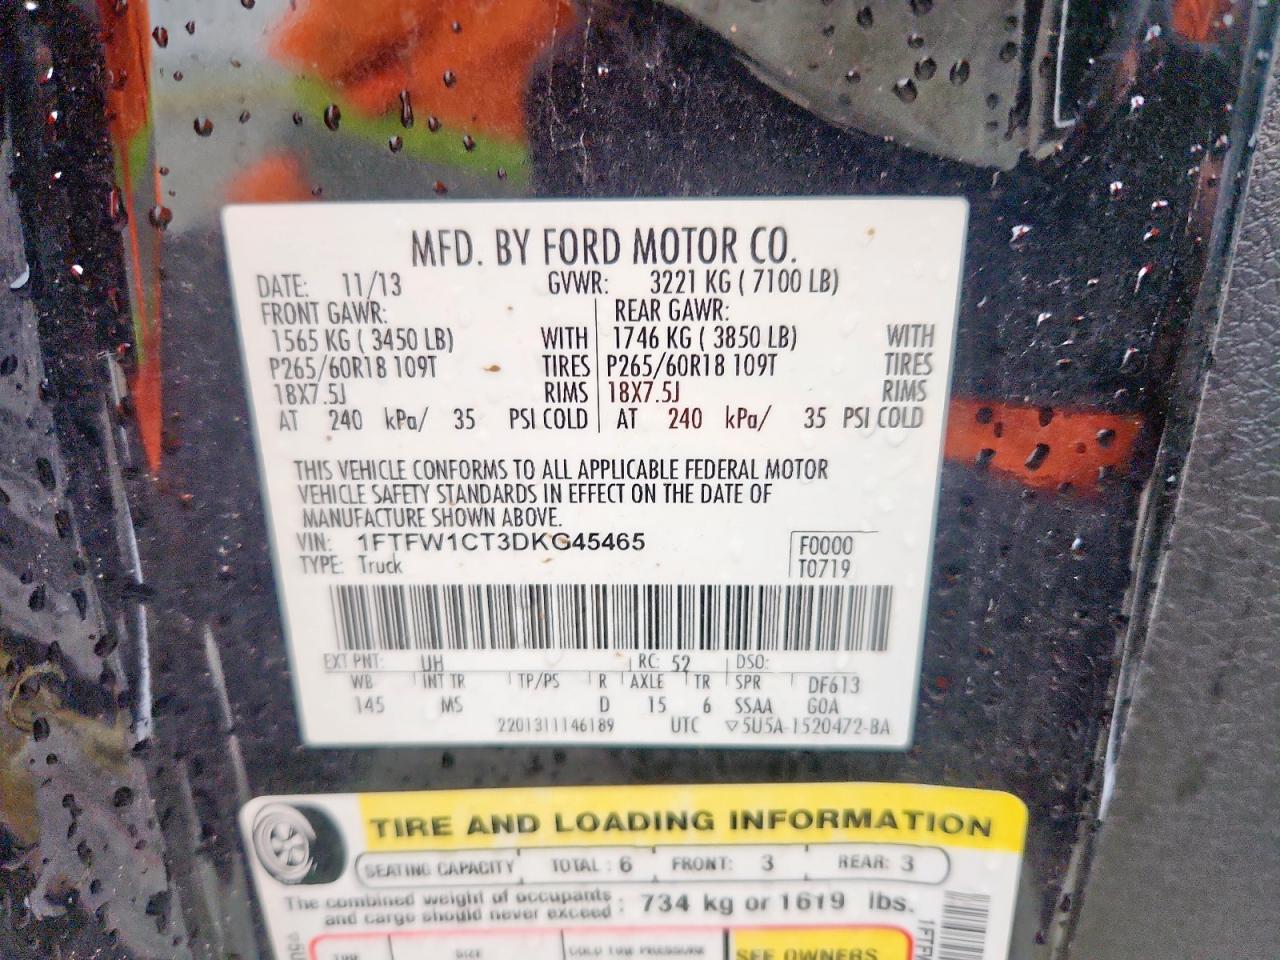 MFD. BY FORD MOTOR CO.
DATE: 11/13 GVWR: 3221 KG ( 7100 LB)
FRONT GAWR: REAR GAWR:
1565 KG ( 3450 LB) WITH 1746 KG ( 3850 LB) WITH
P265/60R18 109T TIRES P265/60R18 109T TIRES
18X7.5J RIMS 18X7.5J RIMS
AT 240 kPa/ 35 PSI COLD AT 240 kPa/ 35 PSI COLD
THIS VEHICLE CONFORMS TO ALL APPLICABLE FEDERAL MOTOR
VEHICLE SAFETY STANDARDS IN EFFECT ON THE DATE OF
MANUFACTURE SHOWN ABOVE.
VIN: 1FTFW1CT3DKG45465 F0000
TYPE: Truck T0719
EXT PNT: UH RC: 52 DSO:
WB INT TR TP/PS R AXLE TR SPR DF613
145 MS D 15 6 SSAA GOA
2201311146189 UTC ▽5U5A-1520472-BA
TIRE AND LOADING INFORMATION
SEATING CAPACITY TOTAL : 6 FRONT: 3 REAR: 3
The combined weight of occupants
and cargo should never exceed : 734 kg or 1619 lbs.
TIRE SIZE COLD TIRE PRESSURE SEE OWNERS